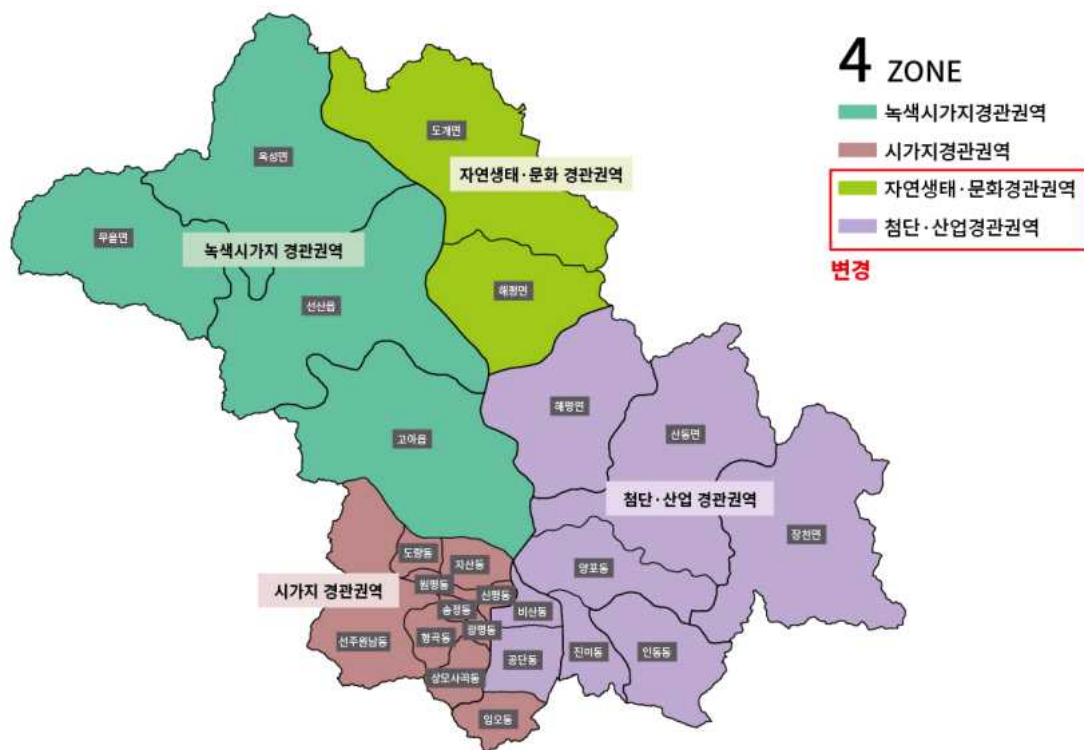 4 ZONE
녹색시가지경관권역
시가지경관권역
자연생태·문화경관권역
첨단·산업경관권역
변경
도개면
옥성면
자연생태·문화 경관권역
무을면
녹색시가지 경관권역
해평면
선산읍
해평면
산동면
고아읍
첨단·산업 경관권역
장천면
도량동
지산동
양포동
원평동
시가지 경관권역
신평동
송정동
비산동
광평동
선주원남동
형곡동
공단동
진미동
인동동
상모사곡동
임오동